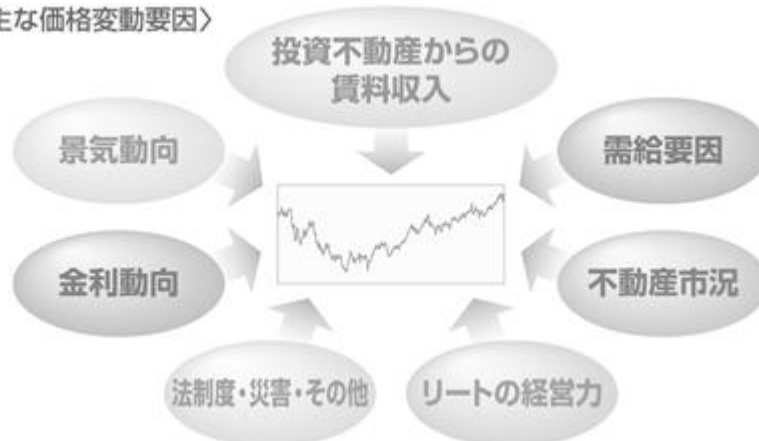 主な価格変動要因〉
投資不動産からの
賃料収入
景気動向
需給要因
金利動向
不動産市況
法制度・災害・その他
リートの経営力